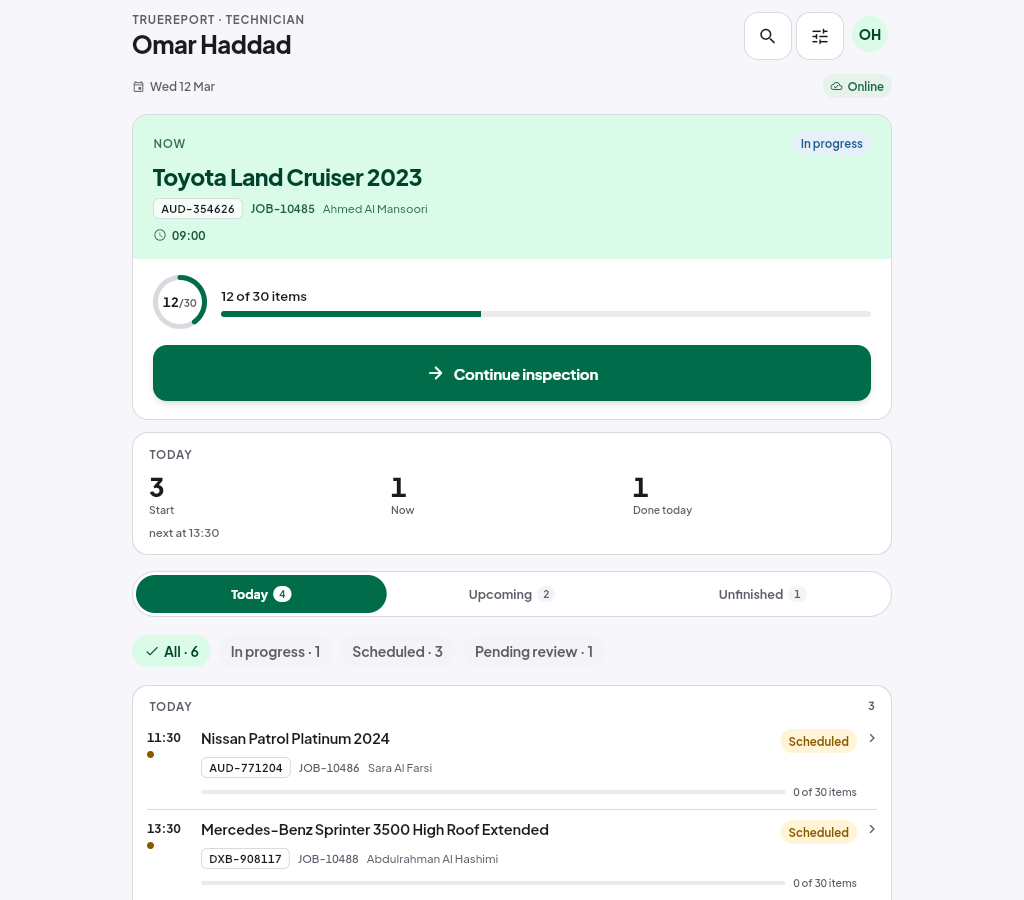 TRUEREPORT · TECHNICIAN
Omar Haddad
OH
Wed 12 Mar
Online
NOW
In progress
Toyota Land Cruiser 2023
AUD-354626 JOB-10485 Ahmed Al Mansoori
09:00
12/30
12 of 30 items
Continue inspection
TODAY
3 1 1
Start Now Done today
next at 13:30
Today 4 Upcoming 2 Unfinished 1
All · 6 In progress · 1 Scheduled · 3 Pending review · 1
TODAY 3
11:30 Nissan Patrol Platinum 2024 Scheduled
AUD-771204 JOB-10486 Sara Al Farsi
0 of 30 items
13:30 Mercedes-Benz Sprinter 3500 High Roof Extended Scheduled
DXB-908117 JOB-10488 Abdulrahman Al Hashimi
0 of 30 items